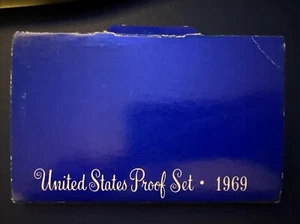 United States Proof Set • 1969